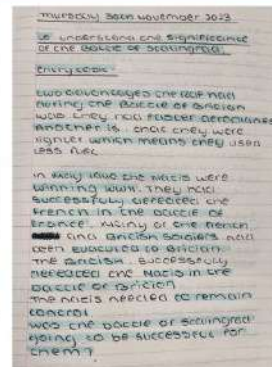 Thursday 30th November 2023
to understand the significance
of the Battle of Stalingrad.
Entry task:
two advantages the RAF had
during the Battle of Britain
was they had faster aeroplanes
Another is that they were
lighter which means they used
less fuel
In May 1940 the Nazis were
winning WWII. They had
successfully defeated the
French in the Battle of
France. Many of the French
and British soldiers had
been evacuated to Britain
The British successfully
defeated the Nazis in the
Battle of Britain
The Nazis needed to remain
control
Was the Battle of Stalingrad
going to be successful for
them?